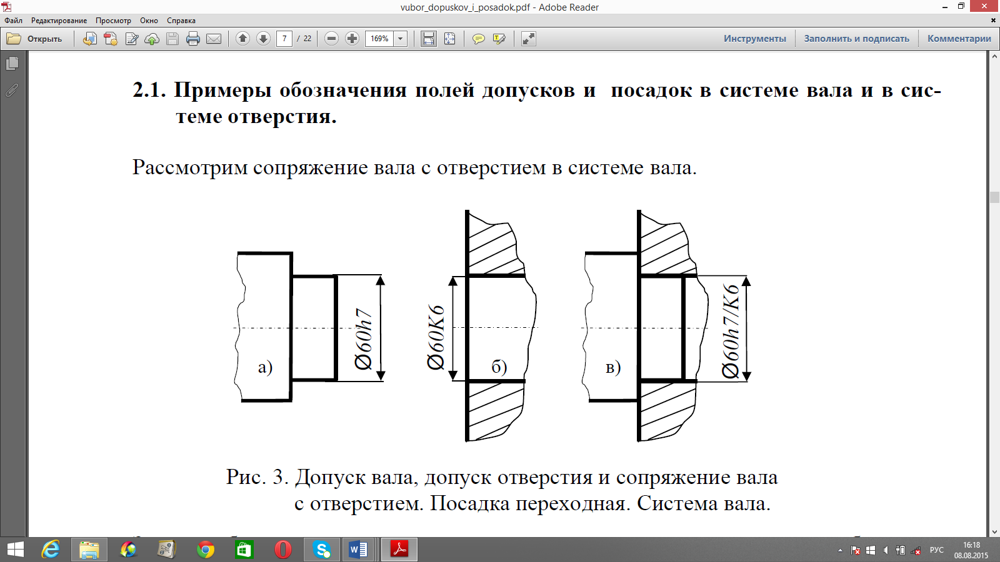 vubor_dopuskov_i_posadok.pdf - Adobe Reader
Файл Редактирование Просмотр Окно Справка
Открыть 7 / 22 169% Инструменты Заполнить и подписать Комментарии
2.1. Примеры обозначения полей допусков и посадок в системе вала и в сис-
теме отверстия.
Рассмотрим сопряжение вала с отверстием в системе вала.
а)
Ø60h7
Ø60K6
б)
в)
Ø60h7/K6
Рис. 3. Допуск вала, допуск отверстия и сопряжение вала
с отверстием. Посадка переходная. Система вала.
РУС
16:18
08.08.2015